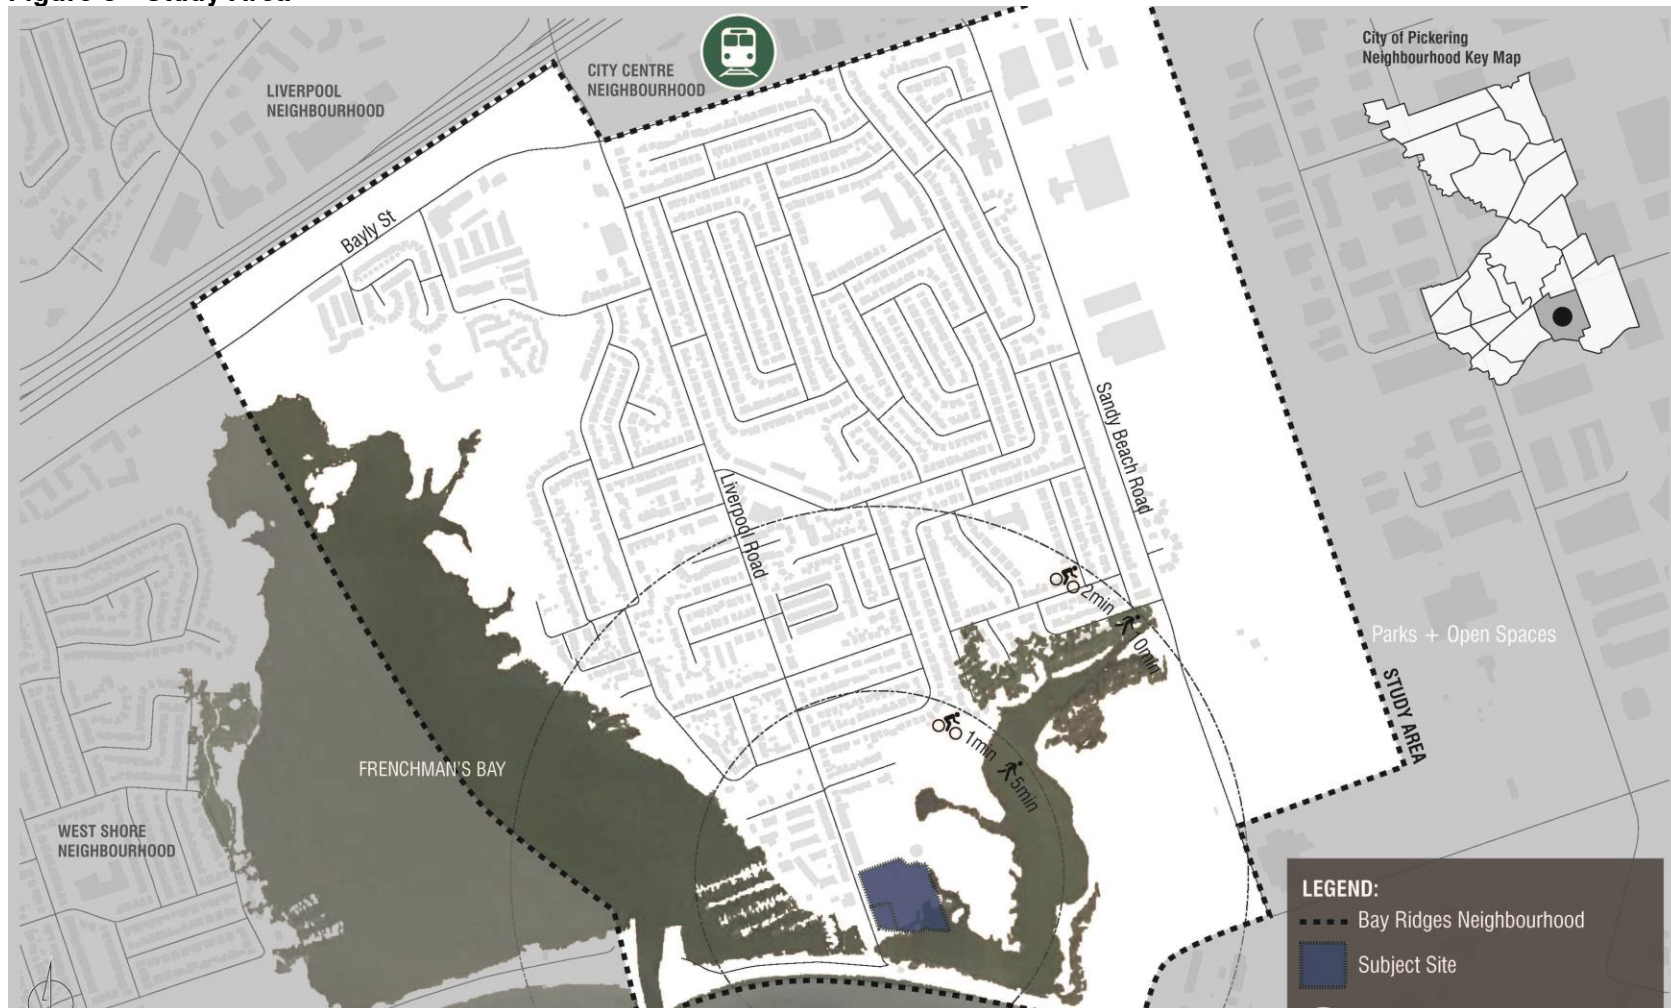 Figure 3 - Study Area
City of Pickering
Neighbourhood Key Map
LIVERPOOL
NEIGHBOURHOOD
CITY CENTRE
NEIGHBOURHOOD
Bayly St
Sandy Beach Road
Liverpool Road
2min
10min
Parks + Open Spaces
STUDY AREA
1min
5min
FRENCHMAN'S BAY
WEST SHORE
NEIGHBOURHOOD
LEGEND:
Bay Ridges Neighbourhood
Subject Site